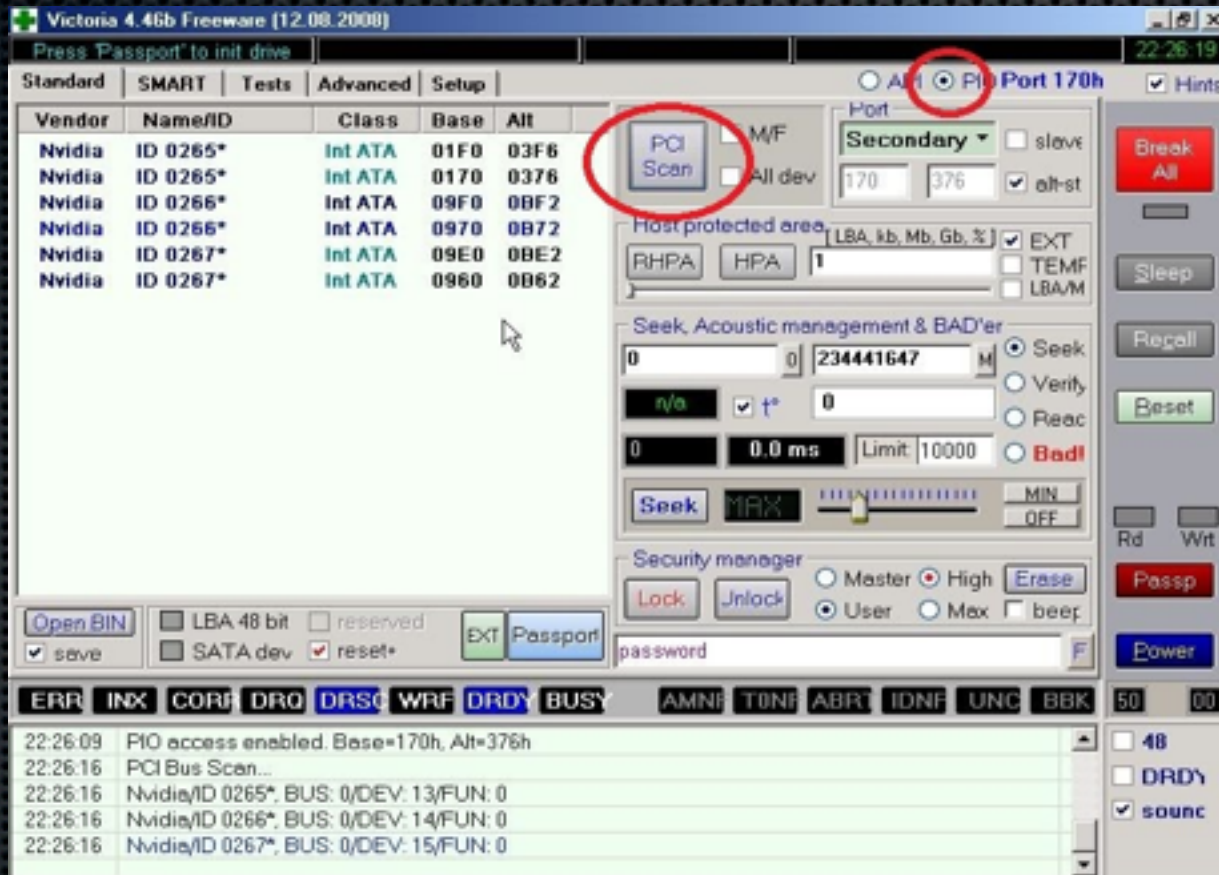 Victoria 4.46b Freeware (12.08.2008)
Press 'Passport' to init drive
22:26:19
Standard SMART Tests Advanced Setup
API PIO Port 170h Hints
Vendor Name/ID Class Base Alt
Nvidia ID 0265* Int ATA 01F0 03F6
Nvidia ID 0265* Int ATA 0170 0376
Nvidia ID 0266* Int ATA 09F0 0BF2
Nvidia ID 0266* Int ATA 0970 0B72
Nvidia ID 0267* Int ATA 09E0 0BE2
Nvidia ID 0267* Int ATA 0960 0B62
PCI
Scan
M/F
All dev
Port
Secondary slave
170 376 alt-st
Host protected area
[ LBA, kb, Mb, Gb, % ] EXT
RHPA HPA 1 TEMF
LBA/M
Seek, Acoustic management & BAD'er
0 0 234441647 M Seek
Verify
n/a t° 0
Reac
0 0.0 ms Limit 10000 Bad!
Seek MAX MIN
OFF
Security manager
Lock Unlock Master High Erase
User Max beep
password F
Open BIN LBA 48 bit reserved EXT Passport
save SATA dev reset*
Break
All
Sleep
Recall
Reset
Rd Wrt
Passp
Power
ERR INX CORR DRQ DRSC WRF DRDY BUSY AMNF T0NF ABRT IDNF UNC BBK 50 00
22:26:09 PIO access enabled. Base=170h, Alt=376h
22:26:16 PCI Bus Scan...
22:26:16 Nvidia/ID 0265*, BUS: 0/DEV: 13/FUN: 0
22:26:16 Nvidia/ID 0266*, BUS: 0/DEV: 14/FUN: 0
22:26:16 Nvidia/ID 0267*, BUS: 0/DEV: 15/FUN: 0
48
DRDY
sounc